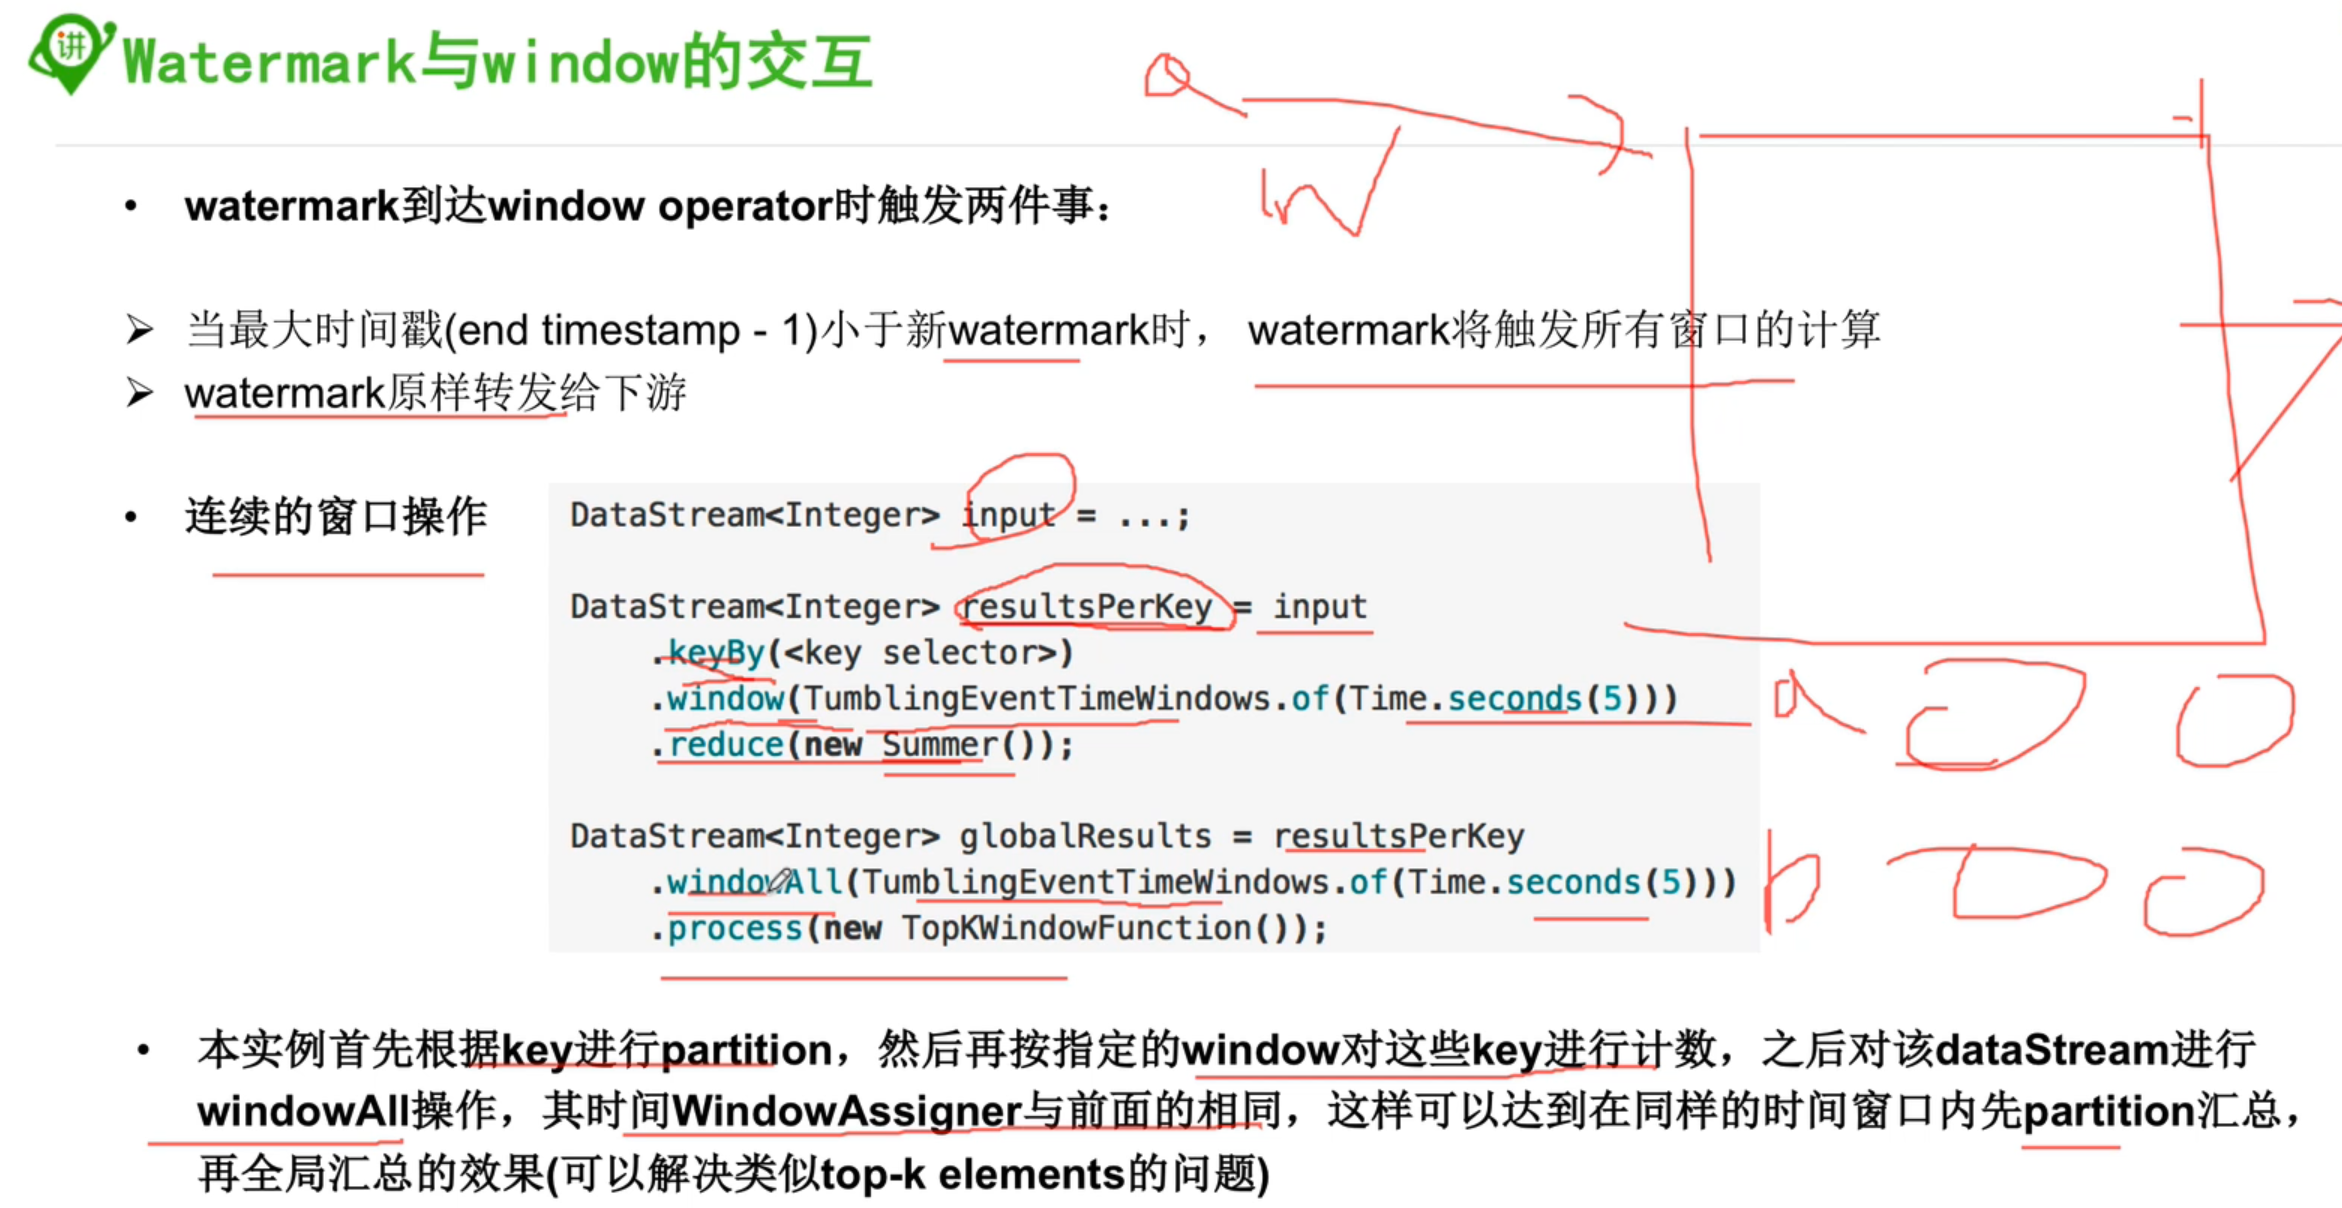 讲
Watermark与window的交互
W
• watermark到达window operator时触发两件事：
➢ 当最大时间戳(end timestamp - 1)小于新watermark时， watermark将触发所有窗口的计算
➢ watermark原样转发给下游
• 连续的窗口操作
DataStream<Integer> input = ...;
DataStream<Integer> resultsPerKey = input
.keyBy(<key selector>)
.window(TumblingEventTimeWindows.of(Time.seconds(5)))
.reduce(new Summer());
a
DataStream<Integer> globalResults = resultsPerKey
.windowAll(TumblingEventTimeWindows.of(Time.seconds(5)))
.process(new TopKWindowFunction());
b
• 本实例首先根据key进行partition，然后再按指定的window对这些key进行计数，之后对该dataStream进行
windowAll操作，其时间WindowAssigner与前面的相同，这样可以达到在同样的时间窗口内先partition汇总，
再全局汇总的效果(可以解决类似top-k elements的问题)